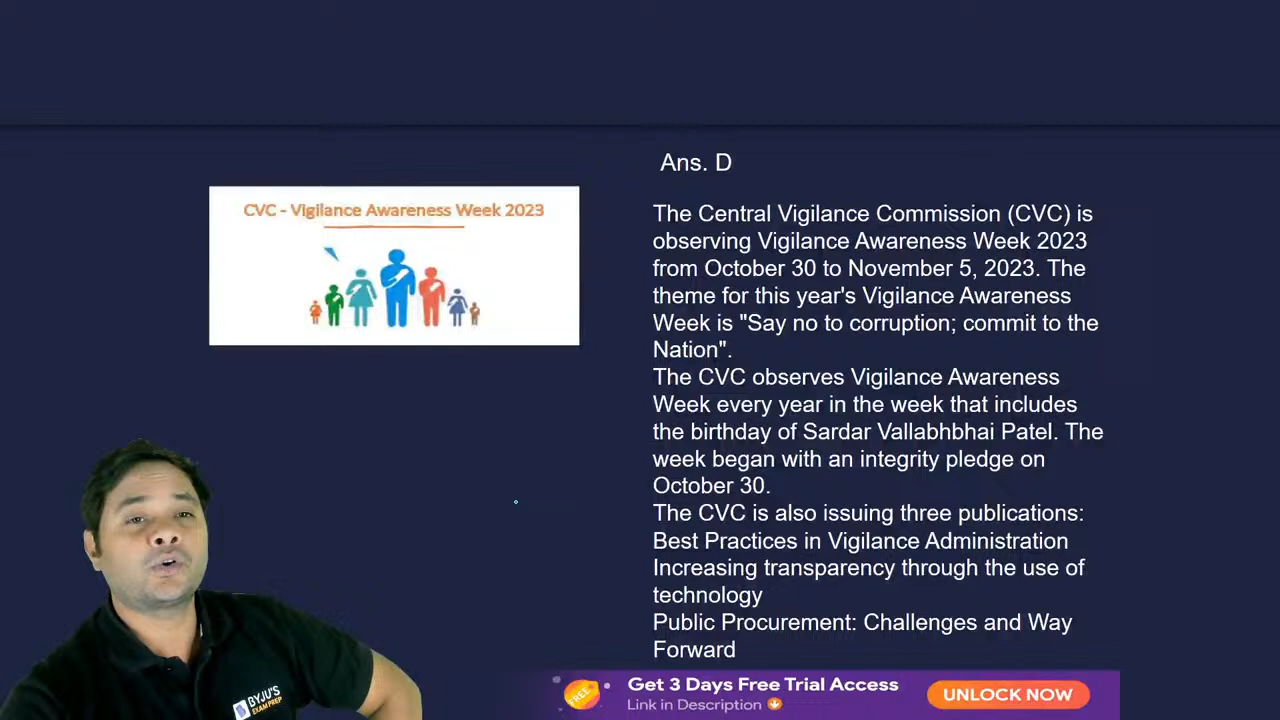 Ans. D
CVC - Vigilance Awareness Week 2023
The Central Vigilance Commission (CVC) is
observing Vigilance Awareness Week 2023
from October 30 to November 5, 2023. The
theme for this year's Vigilance Awareness
Week is "Say no to corruption; commit to the
Nation".
The CVC observes Vigilance Awareness
Week every year in the week that includes
the birthday of Sardar Vallabhbhai Patel. The
week began with an integrity pledge on
October 30.
The CVC is also issuing three publications:
Best Practices in Vigilance Administration
Increasing transparency through the use of
technology
Public Procurement: Challenges and Way
Forward
BYJU'S
EXAM PREP
FREE
Get 3 Days Free Trial Access
Link in Description
UNLOCK NOW